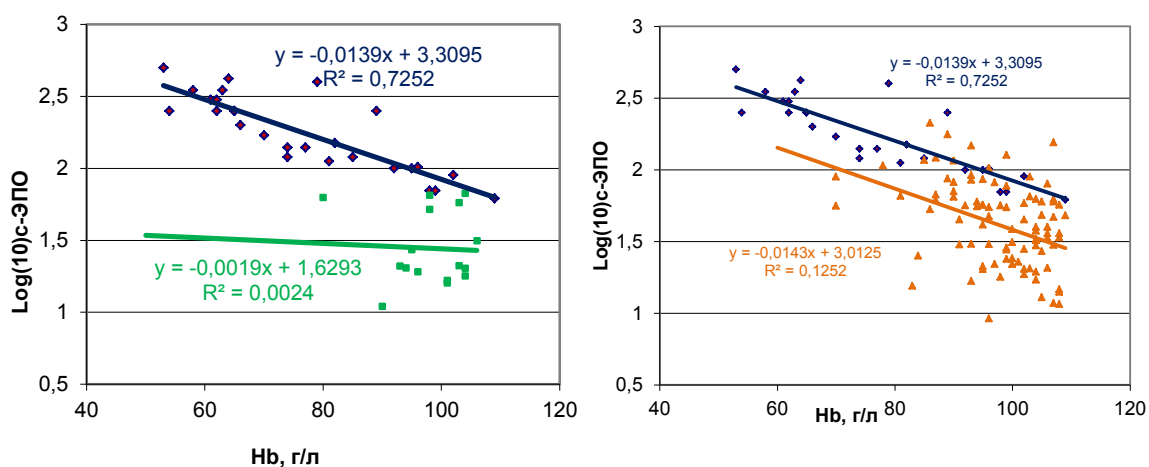 3
2,5
2
1,5
1
0,5
40
60
80
100
120
Log(10)с-ЭПО
Hb, г/л
y = -0,0139x + 3,3095
R² = 0,7252
y = -0,0019x + 1,6293
R² = 0,0024
3
2,5
2
1,5
1
0,5
40
60
80
100
120
Log(10)с-ЭПО
Hb, г/л
y = -0,0139x + 3,3095
R² = 0,7252
y = -0,0143x + 3,0125
R² = 0,1252